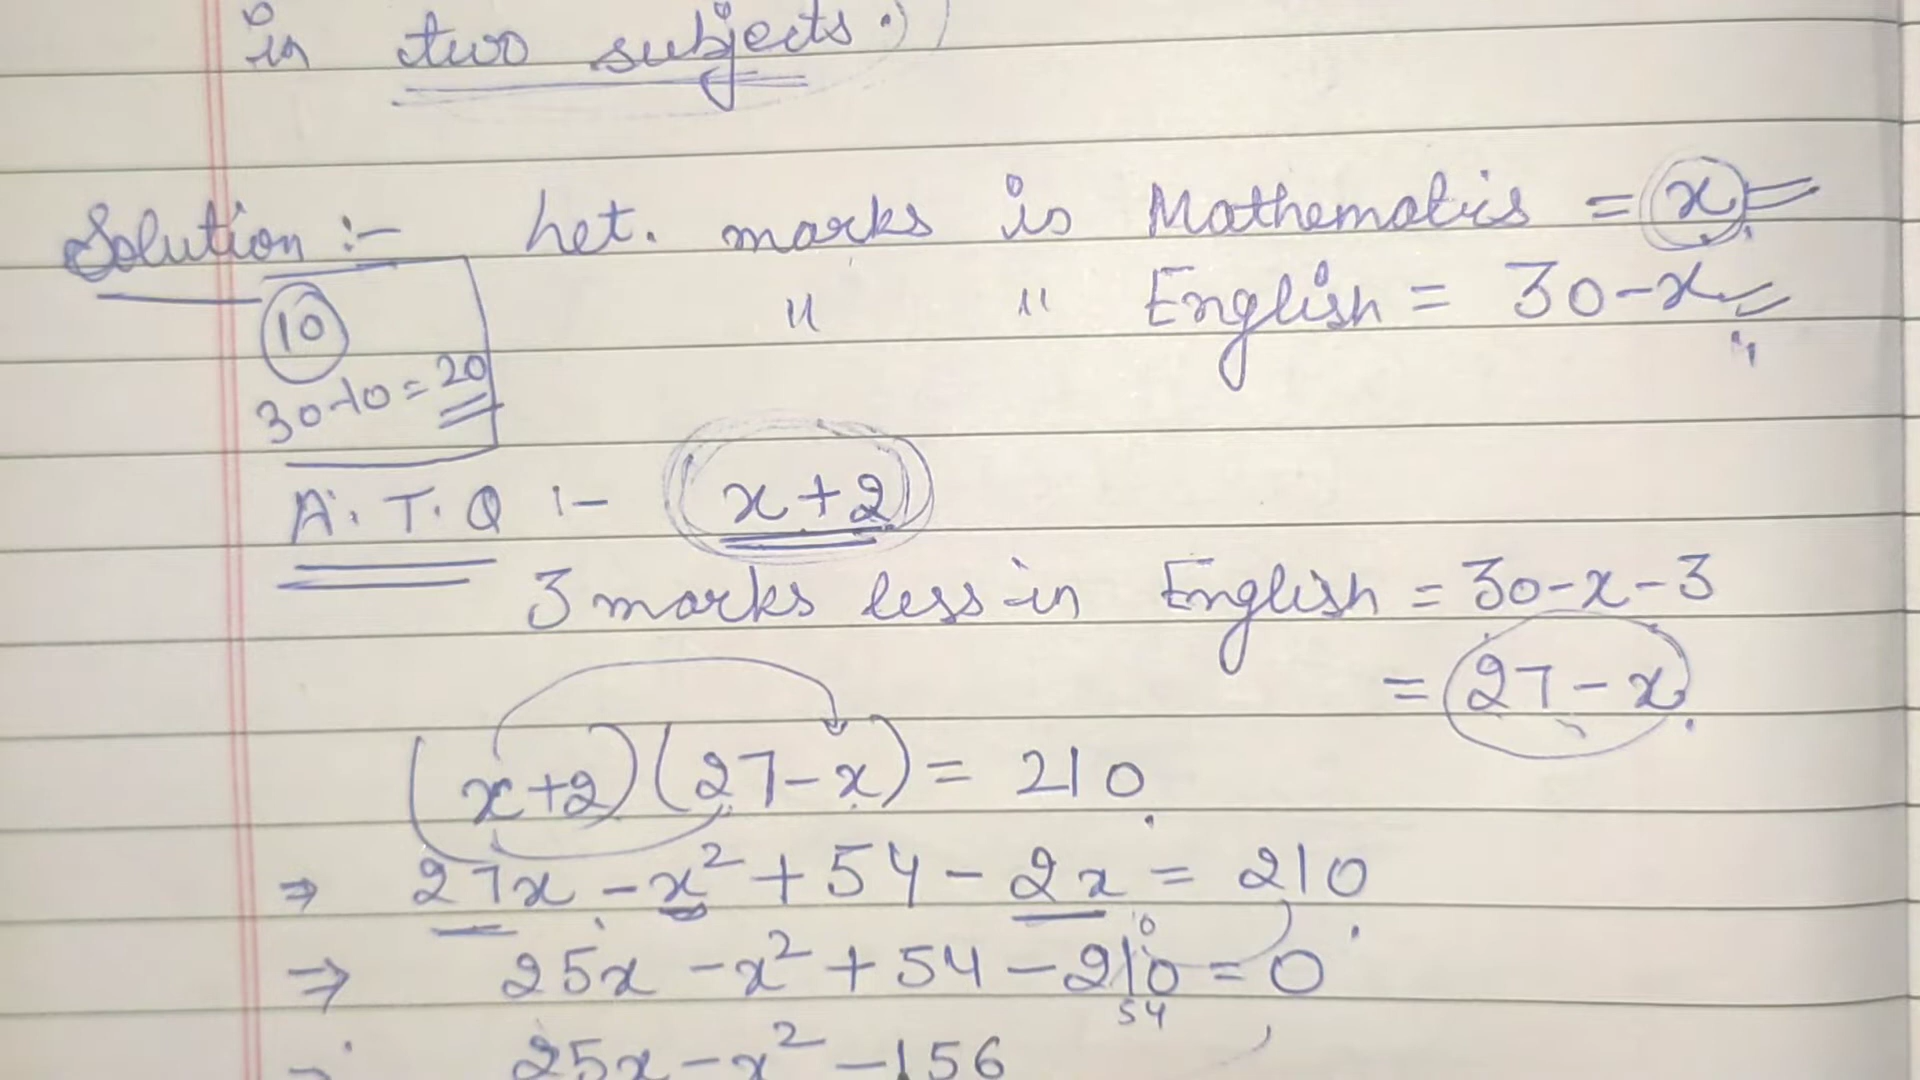 in two subjects.)
Solution :- Let. marks is Mathematics = x =
10
" " English = 30-x
30-10 = 20
A.T.Q :- x+2
3 marks less in English = 30-x-3
= 27-x
(x+2)(27-x) = 210
⇒ 27x - x² + 54 - 2x = 210
⇒ 25x - x² + 54 - 210 = 0
54
25x - x² - 156